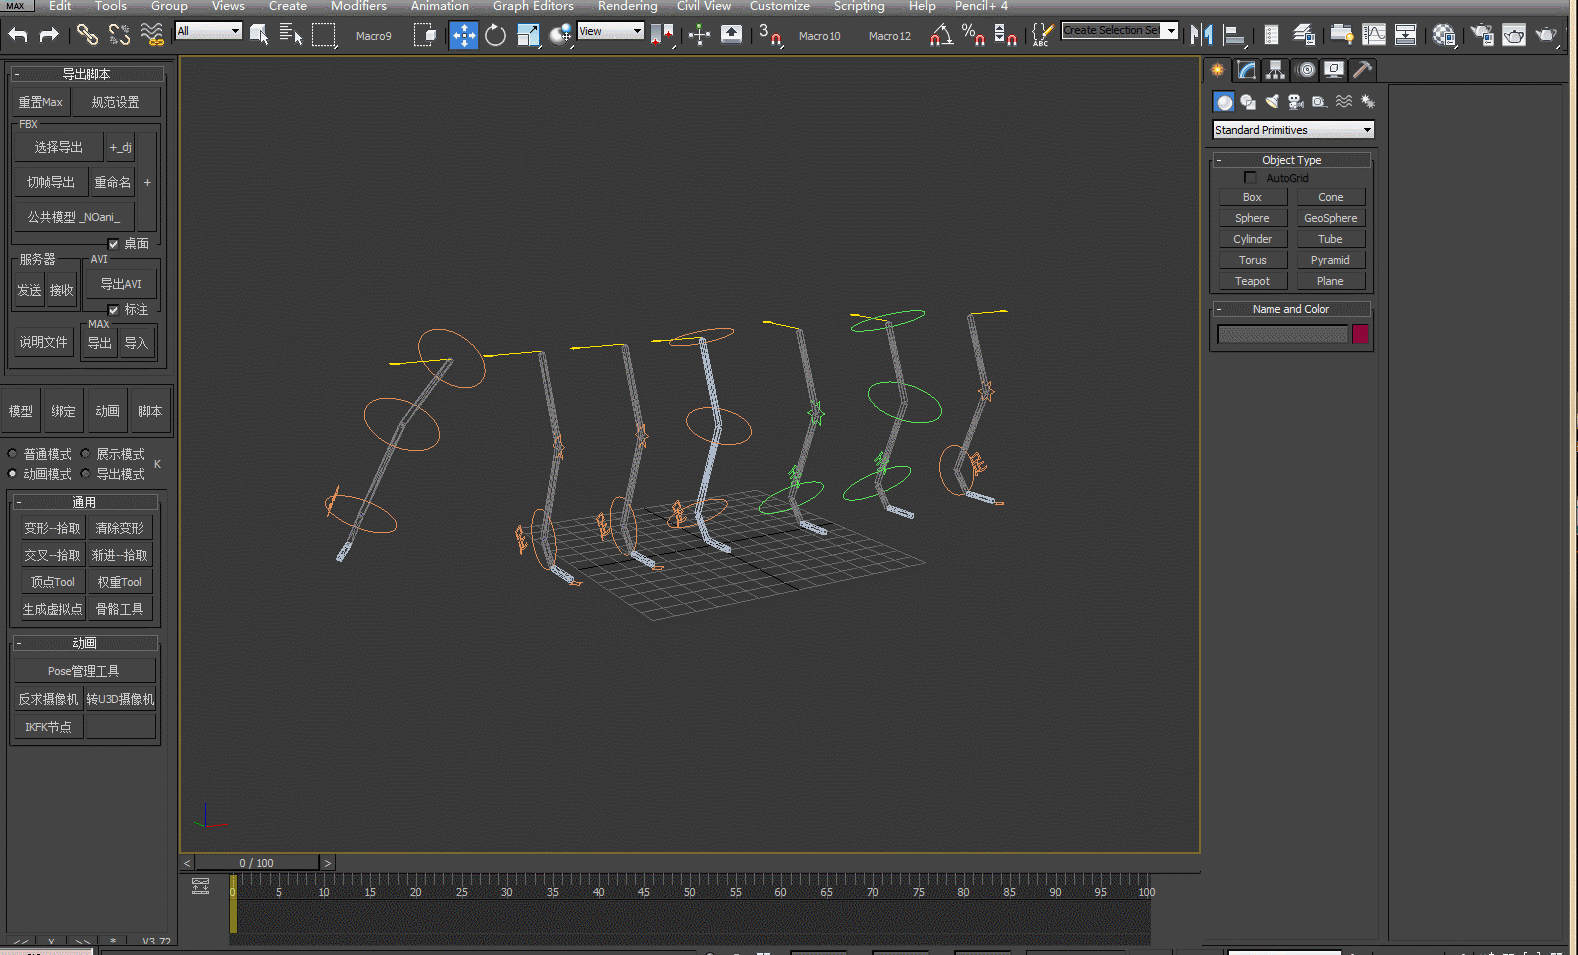 MAX Edit Tools Group Views Create Modifiers Animation Graph Editors Rendering Civil View Customize Scripting Help Pencil+ 4
All Macro9 View 3 Macro10 Macro12 % ABC Create Selection Set
- 导出脚本
重置Max 规范设置
FBX
选择导出 +_dj
切帧导出 重命名 +
公共模型 _NOani_
桌面
服务器 AVI
发送 接收 导出AVI
标注
MAX
说明文件 导出 导入
模型 绑定 动画 脚本
普通模式 展示模式
动画模式 导出模式 K
- 通用
变形--拾取 清除变形
交叉--拾取 渐进--拾取
顶点Tool 权重Tool
生成虚拟点 骨骼工具
- 动画
Pose管理工具
反求摄像机 转U3D摄像机
IKFK节点
<< v >> * V3.72
< 0 / 100 >
0 5 10 15 20 25 30 35 40 45 50 55 60 65 70 75 80 85 90 95 100
Standard Primitives
- Object Type
AutoGrid
Box Cone
Sphere GeoSphere
Cylinder Tube
Torus Pyramid
Teapot Plane
- Name and Color